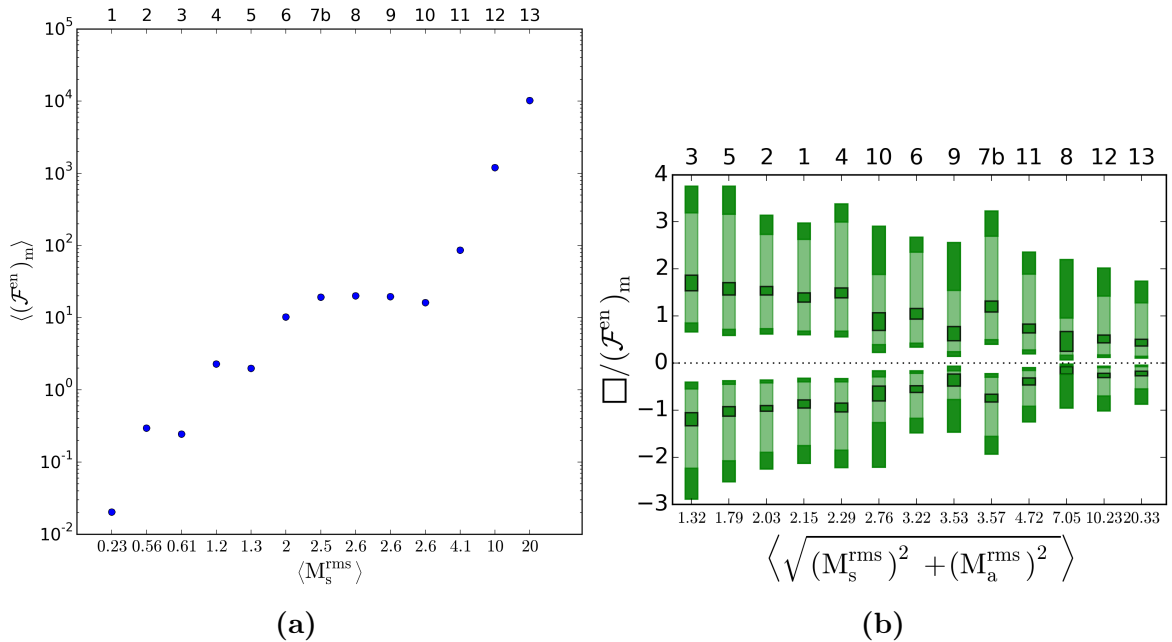 1 2 3 4 5 6 7b 8 9 10 11 12 13
10^5
10^4
10^3
10^2
10^1
10^0
10^-1
10^-2
⟨(ℱ^en)_m⟩
0.23 0.56 0.61 1.2 1.3 2 2.5 2.6 2.6 2.6 4.1 10 20
⟨M_s^rms⟩
(a)
3 5 2 1 4 10 6 9 7b 11 8 12 13
4
3
2
1
0
−1
−2
−3
□/(ℱ^en)_m
1.32 1.79 2.03 2.15 2.29 2.76 3.22 3.53 3.57 4.72 7.05 10.23 20.33
⟨√(M_s^rms)^2 +(M_a^rms)^2⟩
(b)